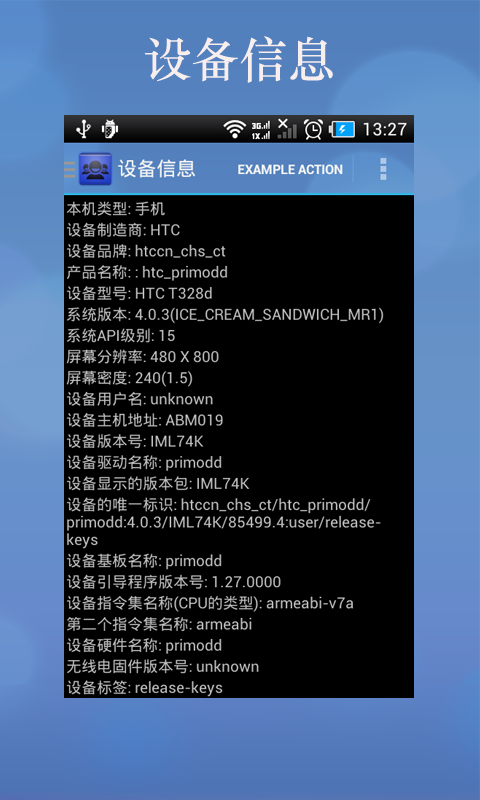 设备信息
3G
1X
13:27
设备信息
EXAMPLE ACTION
本机类型: 手机
设备制造商: HTC
设备品牌: htccn_chs_ct
产品名称: : htc_primodd
设备型号: HTC T328d
系统版本: 4.0.3(ICE_CREAM_SANDWICH_MR1)
系统API级别: 15
屏幕分辨率: 480 X 800
屏幕密度: 240(1.5)
设备用户名: unknown
设备主机地址: ABM019
设备版本号: IML74K
设备驱动名称: primodd
设备显示的版本包: IML74K
设备的唯一标识: htccn_chs_ct/htc_primodd/
primodd:4.0.3/IML74K/85499.4:user/release-
keys
设备基板名称: primodd
设备引导程序版本号: 1.27.0000
设备指令集名称(CPU的类型): armeabi-v7a
第二个指令集名称: armeabi
设备硬件名称: primodd
无线电固件版本号: unknown
设备标签: release-keys